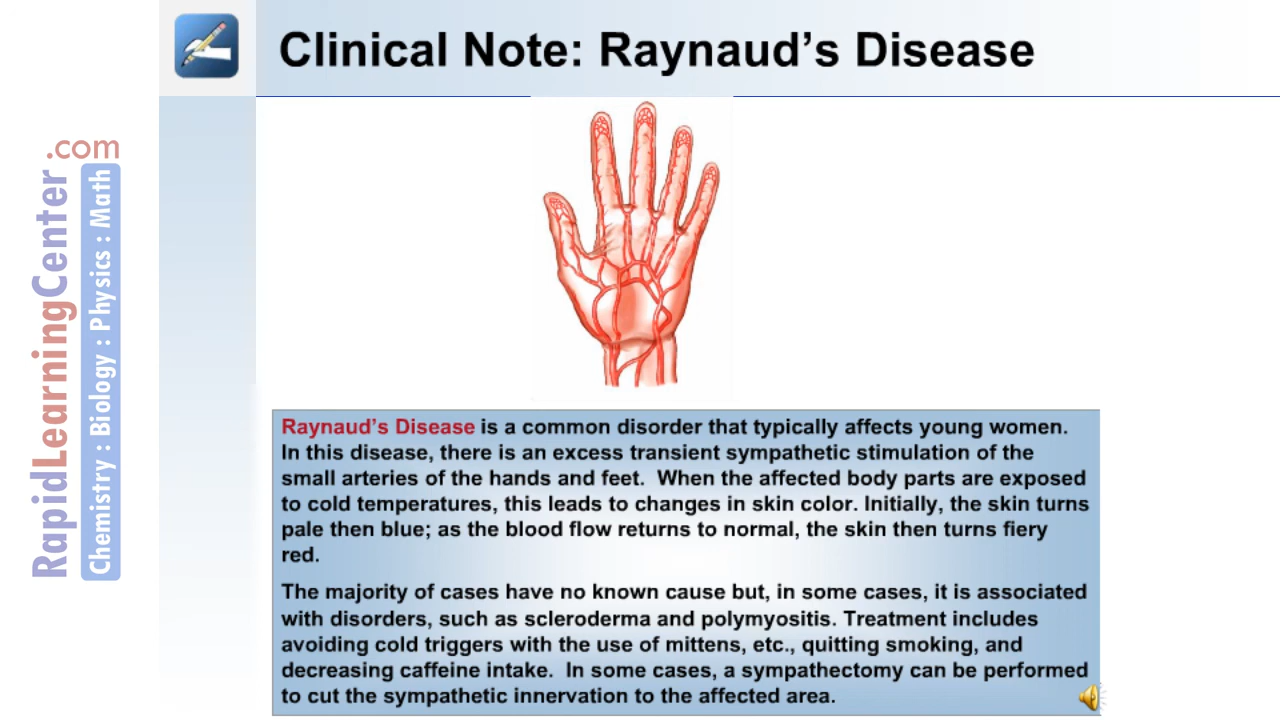 Clinical Note: Raynaud's Disease
RapidLearningCenter.com
Chemistry : Biology : Physics : Math
Raynaud's Disease is a common disorder that typically affects young women.
In this disease, there is an excess transient sympathetic stimulation of the
small arteries of the hands and feet.  When the affected body parts are exposed
to cold temperatures, this leads to changes in skin color. Initially, the skin turns
pale then blue; as the blood flow returns to normal, the skin then turns fiery
red.
The majority of cases have no known cause but, in some cases, it is associated
with disorders, such as scleroderma and polymyositis. Treatment includes
avoiding cold triggers with the use of mittens, etc., quitting smoking, and
decreasing caffeine intake.  In some cases, a sympathectomy can be performed
to cut the sympathetic innervation to the affected area.